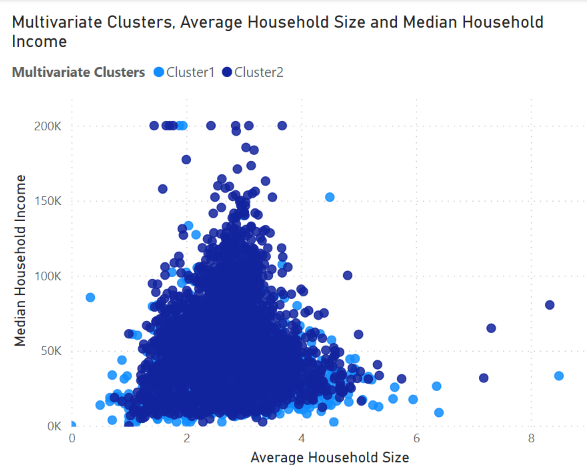 Multivariate Clusters, Average Household Size and Median Household
Income
Multivariate Clusters Cluster1 Cluster2
200K
150K
100K
50K
0K
Median Household Income
0 2 4 6 8
Average Household Size